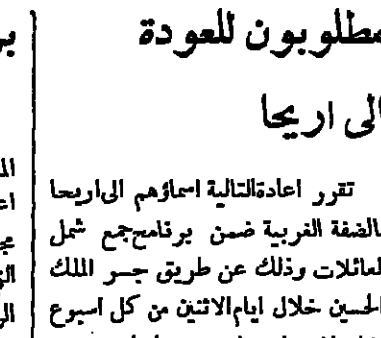 مطلوبون للعودة
الى اريحا
تقرر اعادة التالية اسماؤهم الى اريحا
بالضفة الغربية ضمن برنامج جمع شمل
العائلات وذلك عن طريق جسر الملك
الحسين خلال ايام الاثنين من كل اسبوع